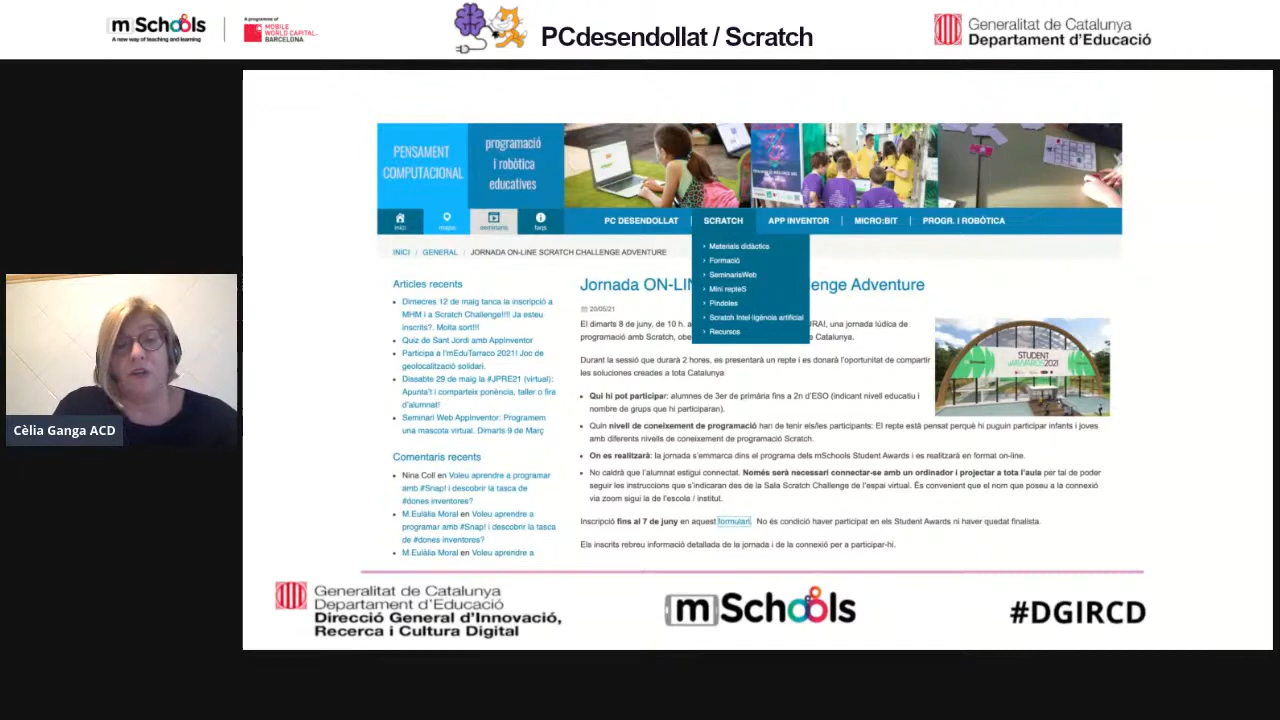 mSchools
A new way of teaching and learning
A programme of
MOBILE
WORLD CAPITAL
BARCELONA
PCdesendollat / Scratch
Generalitat de Catalunya
Departament d'Educació
PENSAMENT
COMPUTACIONAL
programació
i robòtica
educatives
inici
mapa
seminaris
faqs
PC DESENDOLLAT
SCRATCH
APP INVENTOR
MICRO:BIT
PROGR. I ROBÒTICA
Materials didàctics
Formació
SeminarisWeb
Mini repteS
Píndoles
Scratch Intel·ligència artificial
Recursos
INICI / GENERAL / JORNADA ON-LINE SCRATCH CHALLENGE ADVENTURE
Articles recents
Dimecres 12 de maig tanca la inscripció a
MHM i a Scratch Challenge!!!! Ja esteu
inscrits?. Molta sort!!!
Quiz de Sant Jordi amb AppInventor
Participa a l'mEduTarraco 2021! Joc de
geolocalització solidari.
Dissabte 29 de maig la #JPRE21 (virtual):
Apunta't i comparteix ponència, taller o fira
d'alumnat!
Seminari Web AppInventor: Programem
una mascota virtual. Dimarts 9 de Març
Comentaris recents
Nina Coll en Voleu aprendre a programar
amb #Snap! i descobrir la tasca de
#dones inventores?
M.Eulàlia Moral en Voleu aprendre a
programar amb #Snap! i descobrir la tasca
de #dones inventores?
M.Eulàlia Moral en Voleu aprendre a
Jornada ON-LIN enge Adventure
20/05/21
El dimarts 8 de juny, de 10 h. a URA!, una jornada lúdica de
programació amb Scratch, obe Catalunya.
Durant la sessió que durarà 2 hores, es presentarà un repte i es donarà l'oportunitat de compartir
les soluciones creades a tota Catalunya
Qui hi pot participar: alumnes de 3er de primària fins a 2n d'ESO (indicant nivell educatiu i
nombre de grups que hi participaran).
Quin nivell de coneixement de programació han de tenir els/les participants: El repte està pensat perquè hi puguin participar infants i joves
amb diferents nivells de coneixement de programació Scratch.
On es realitzarà: la jornada s'emmarca dins el programa dels mSchools Student Awards i es realitzarà en format on-line.
No caldrà que l'alumnat estigui connectat. Només serà necessari connectar-se amb un ordinador i projectar a tota l'aula per tal de poder
seguir les instruccions que s'indicaran des de la Sala Scratch Challenge de l'espai virtual. És convenient que el nom que poseu a la connexió
via zoom sigui la de l'escola / institut.
Inscripció fins al 7 de juny en aquest formulari. No és condició haver participat en els Student Awards ni haver quedat finalista.
Els inscrits rebreu informació detallada de la jornada i de la connexió per a participar-hi.
STUDENT
AWARDS2021
Cèlia Ganga ACD
Generalitat de Catalunya
Departament d'Educació
Direcció General d'Innovació,
Recerca i Cultura Digital
mSchools
#DGIRCD